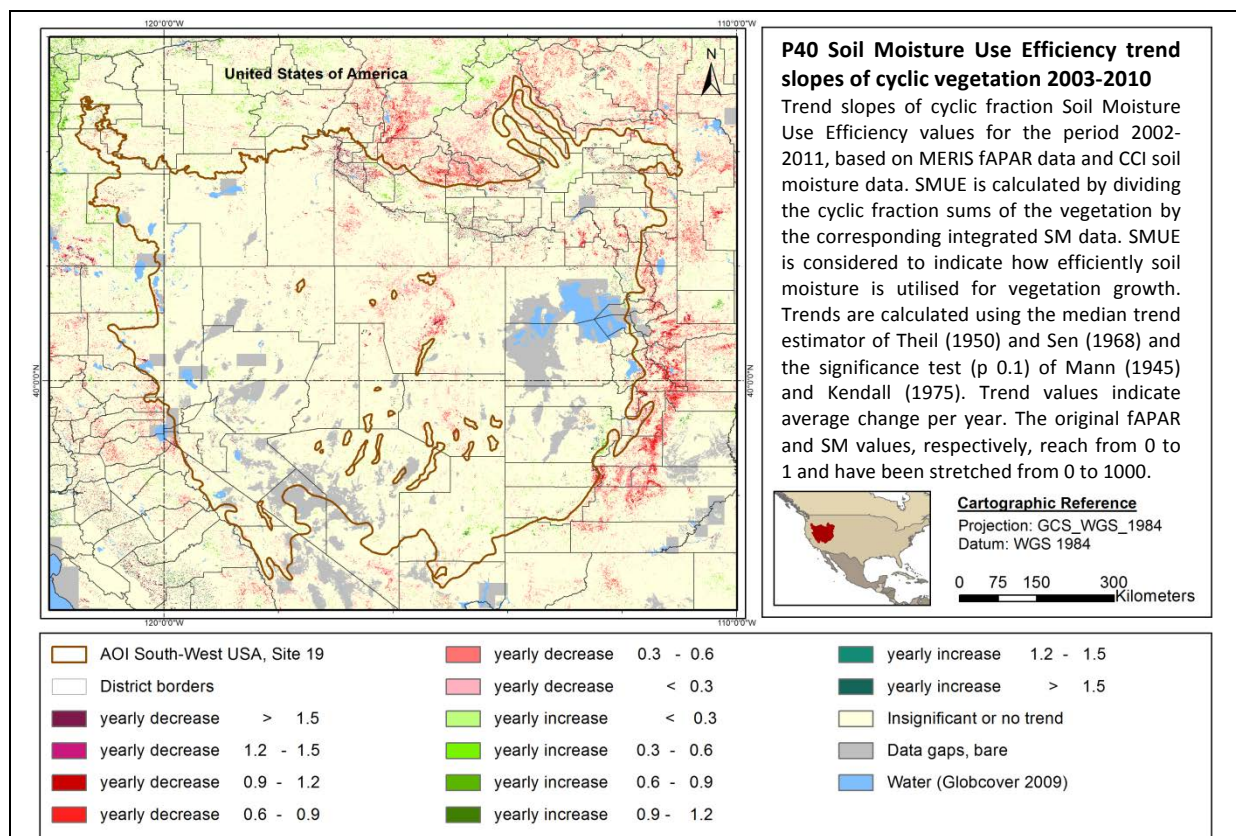 120°0'0"W
110°0'0"W
United States of America
N
40°0'0"N
40°0'0"N
120°0'0"W
110°0'0"W
P40 Soil Moisture Use Efficiency trend
slopes of cyclic vegetation 2003-2010
Trend slopes of cyclic fraction Soil Moisture
Use Efficiency values for the period 2002-
2011, based on MERIS fAPAR data and CCI soil
moisture data. SMUE is calculated by dividing
the cyclic fraction sums of the vegetation by
the corresponding integrated SM data. SMUE
is considered to indicate how efficiently soil
moisture is utilised for vegetation growth.
Trends are calculated using the median trend
estimator of Theil (1950) and Sen (1968) and
the significance test (p 0.1) of Mann (1945)
and Kendall (1975). Trend values indicate
average change per year. The original fAPAR
and SM values, respectively, reach from 0 to
1 and have been stretched from 0 to 1000.
Cartographic Reference
Projection: GCS_WGS_1984
Datum: WGS 1984
0 75 150 300
Kilometers
AOI South-West USA, Site 19
District borders
yearly decrease > 1.5
yearly decrease 1.2 - 1.5
yearly decrease 0.9 - 1.2
yearly decrease 0.6 - 0.9
yearly decrease 0.3 - 0.6
yearly decrease < 0.3
yearly increase < 0.3
yearly increase 0.3 - 0.6
yearly increase 0.6 - 0.9
yearly increase 0.9 - 1.2
yearly increase 1.2 - 1.5
yearly increase > 1.5
Insignificant or no trend
Data gaps, bare
Water (Globcover 2009)